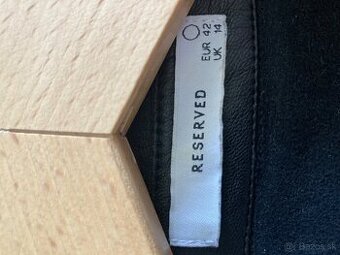 RESERVED
EUR 42
UK 14
Bazos.sk